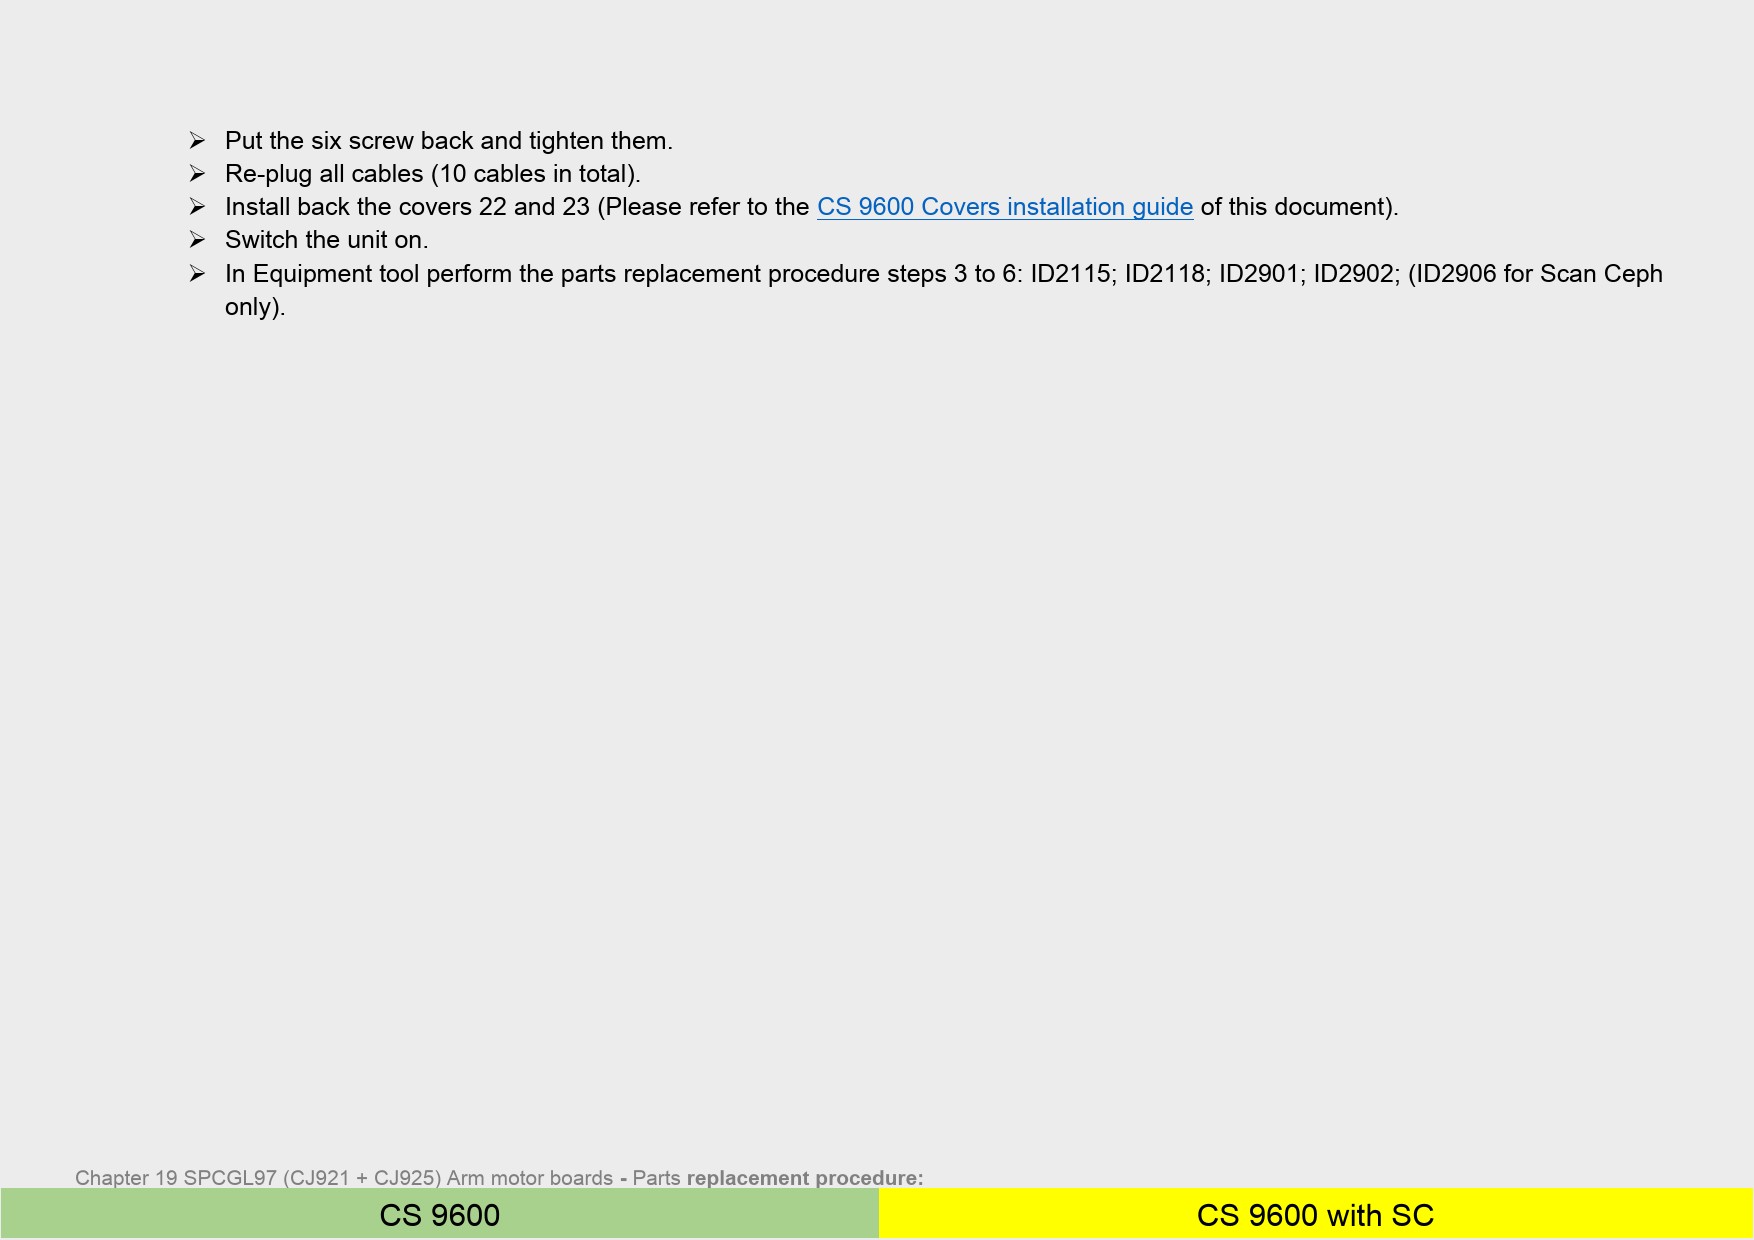 ➢ Put the six screw back and tighten them.
➢ Re-plug all cables (10 cables in total).
➢ Install back the covers 22 and 23 (Please refer to the CS 9600 Covers installation guide of this document).
➢ Switch the unit on.
➢ In Equipment tool perform the parts replacement procedure steps 3 to 6: ID2115; ID2118; ID2901; ID2902; (ID2906 for Scan Ceph
only).
Chapter 19 SPCGL97 (CJ921 + CJ925) Arm motor boards - Parts replacement procedure:
CS 9600
CS 9600 with SC